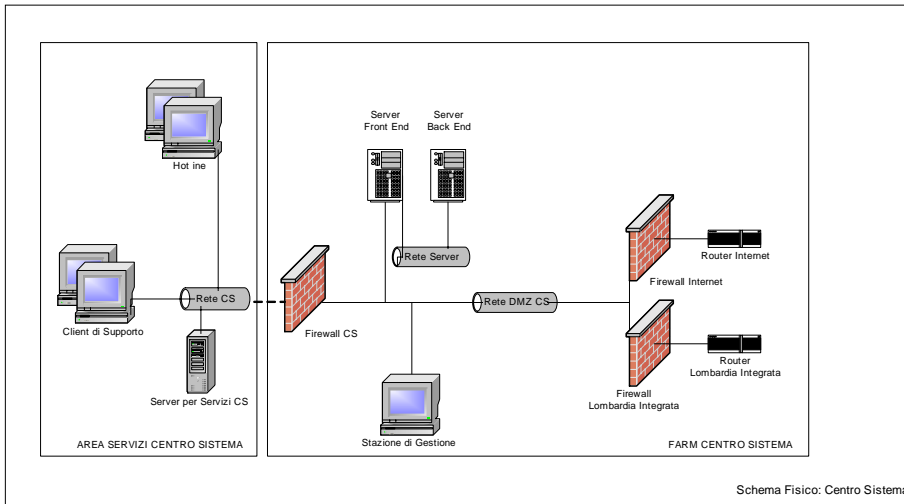 Server
Front End
Server
Back End
Hot ine
Rete Server
Router Internet
Firewall Internet
Rete CS
Rete DMZ CS
Client di Supporto
Firewall CS
Router
Lombardia Integrata
Server per Servizi CS
Firewall
Lombardia Integrata
Stazione di Gestione
AREA SERVIZI CENTRO SISTEMA
FARM CENTRO SISTEMA
Schema Fisico: Centro Sistema